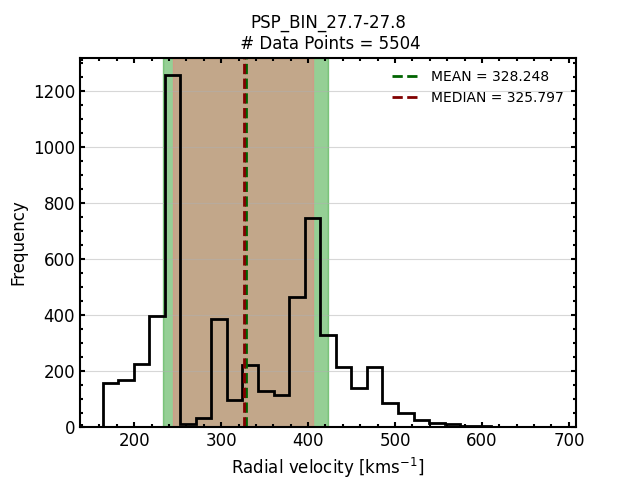 PSP_BIN_27.7-27.8
# Data Points = 5504
MEAN = 328.248
MEDIAN = 325.797
Frequency
1200
1000
800
600
400
200
0
200 300 400 500 600 700
Radial velocity [kms⁻¹]